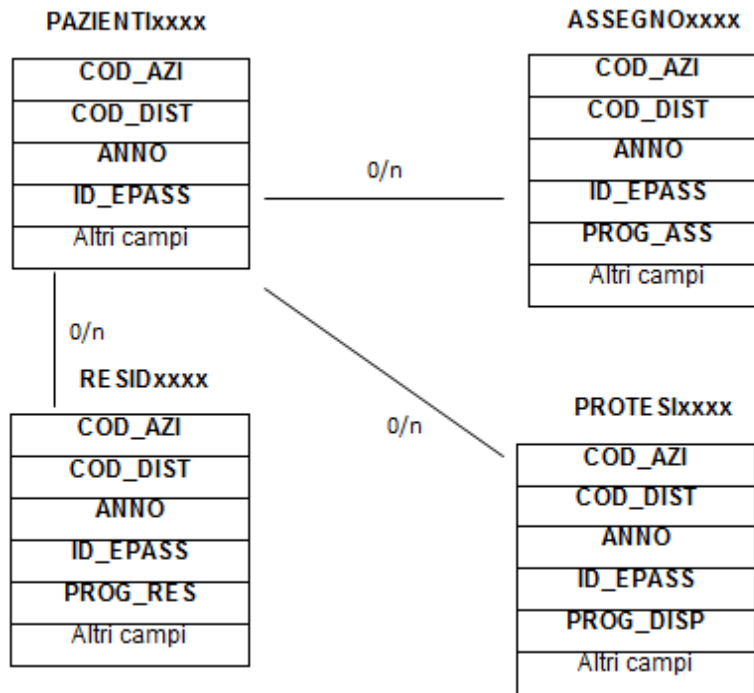 PAZIENTIxxxx
COD_AZI
COD_DIST
ANNO
ID_EPASS
Altri campi
0/n
ASSEGNOxxxx
COD_AZI
COD_DIST
ANNO
ID_EPASS
PROG_ASS
Altri campi
0/n
RESIDxxxx
COD_AZI
COD_DIST
ANNO
ID_EPASS
PROG_RES
Altri campi
0/n
PROTESIxxxx
COD_AZI
COD_DIST
ANNO
ID_EPASS
PROG_DISP
Altri campi